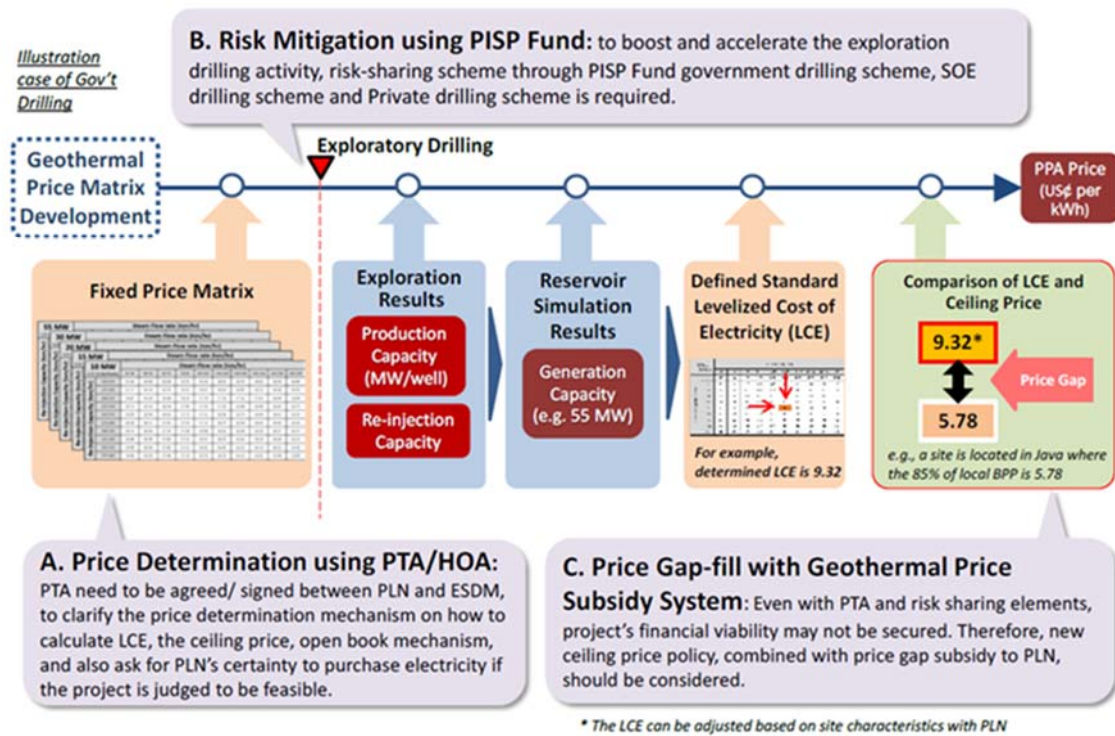 Illustration
case of Gov't
Drilling
B. Risk Mitigation using PISP Fund: to boost and accelerate the exploration
drilling activity, risk-sharing scheme through PISP Fund government drilling scheme, SOE
drilling scheme and Private drilling scheme is required.
Geothermal
Price Matrix
Development
Exploratory Drilling
PPA Price
(US¢ per
kWh)
Fixed Price Matrix
55 MW
30 MW
20 MW
15 MW
10 MW
Exploration
Results
Production
Capacity
(MW/well)
Re-injection
Capacity
Reservoir
Simulation
Results
Generation
Capacity
(e.g. 55 MW)
Defined Standard
Levelized Cost of
Electricity (LCE)
For example,
determined LCE is 9.32
Comparison of LCE and
Ceiling Price
9.32*
Price Gap
5.78
e.g., a site is located in Java where
the 85% of local BPP is 5.78
A. Price Determination using PTA/HOA:
PTA need to be agreed/ signed between PLN and ESDM,
to clarify the price determination mechanism on how to
calculate LCE, the ceiling price, open book mechanism,
and also ask for PLN's certainty to purchase electricity if
the project is judged to be feasible.
C. Price Gap-fill with Geothermal Price
Subsidy System: Even with PTA and risk sharing elements,
project's financial viability may not be secured. Therefore, new
ceiling price policy, combined with price gap subsidy to PLN,
should be considered.
* The LCE can be adjusted based on site characteristics with PLN